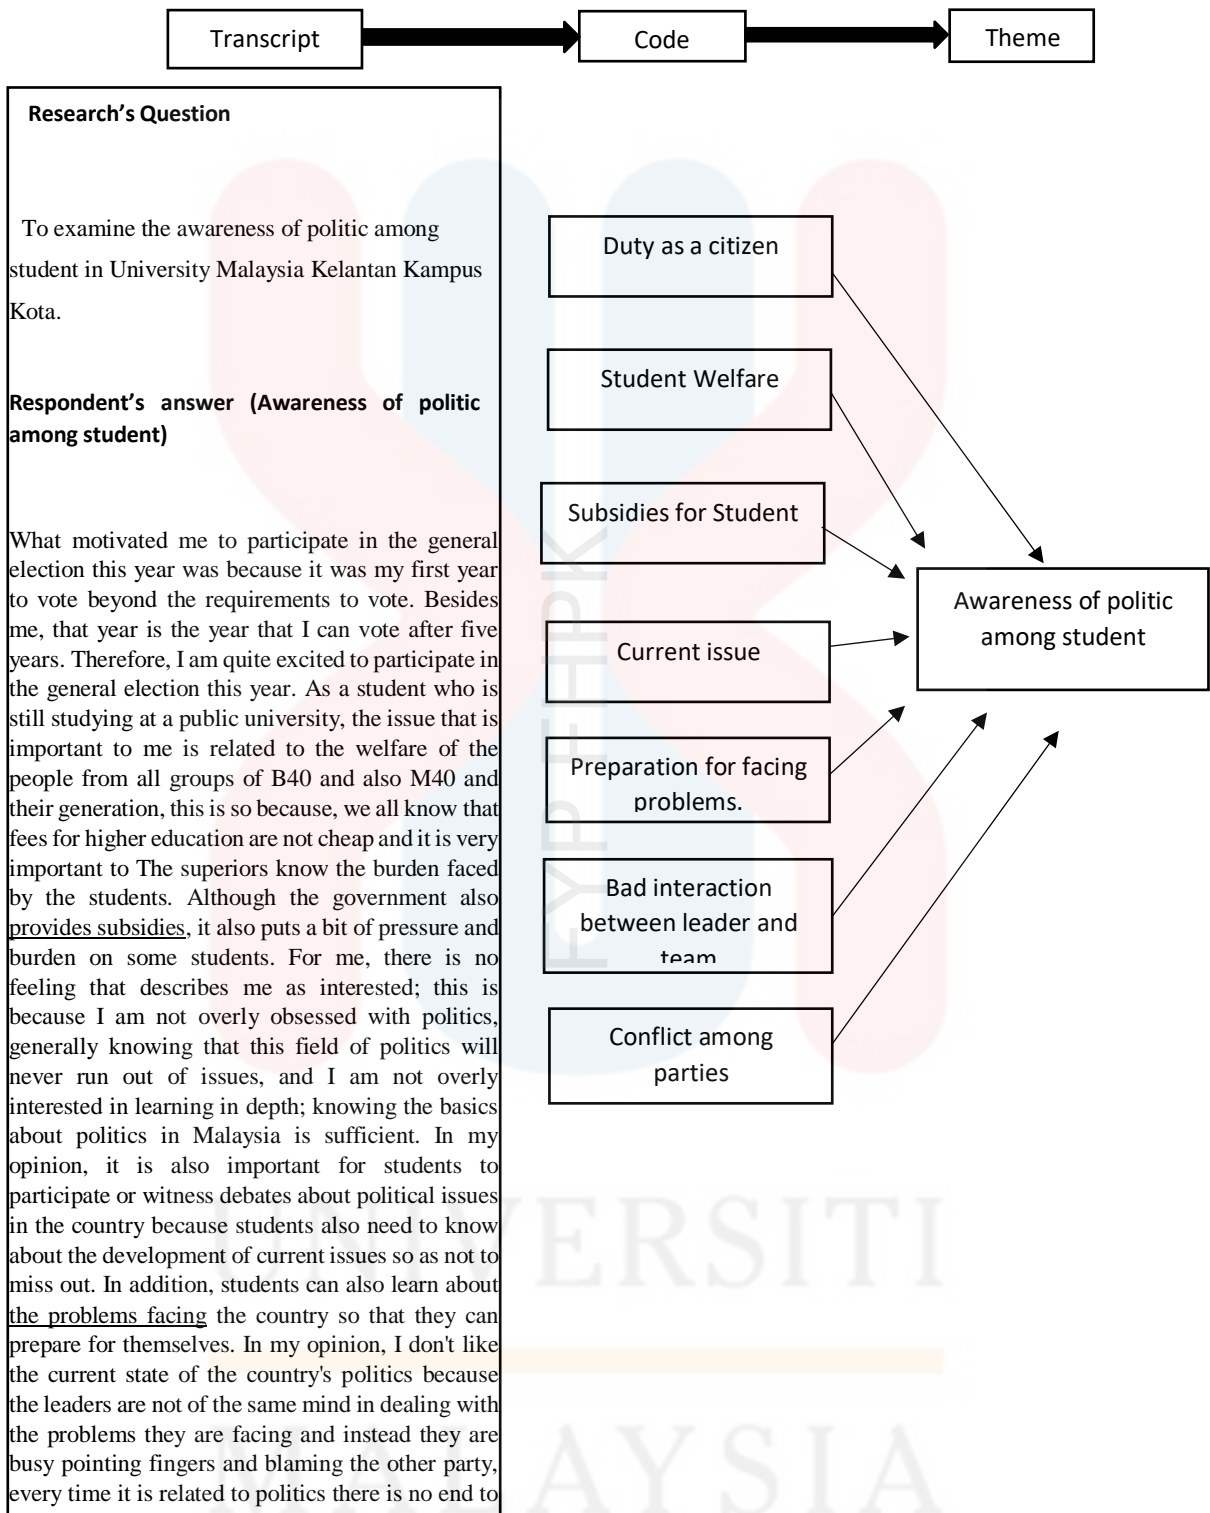 Transcript
Code
Theme
Research's Question
To examine the awareness of politic among
student in University Malaysia Kelantan Kampus
Kota.
Respondent's answer (Awareness of politic
among student)
What motivated me to participate in the general
election this year was because it was my first year
to vote beyond the requirements to vote. Besides
me, that year is the year that I can vote after five
years. Therefore, I am quite excited to participate in
the general election this year. As a student who is
still studying at a public university, the issue that is
important to me is related to the welfare of the
people from all groups of B40 and also M40 and
their generation, this is so because, we all know that
fees for higher education are not cheap and it is very
important to The superiors know the burden faced
by the students. Although the government also
provides subsidies, it also puts a bit of pressure and
burden on some students. For me, there is no
feeling that describes me as interested; this is
because I am not overly obsessed with politics,
generally knowing that this field of politics will
never run out of issues, and I am not overly
interested in learning in depth; knowing the basics
about politics in Malaysia is sufficient. In my
opinion, it is also important for students to
participate or witness debates about political issues
in the country because students also need to know
about the development of current issues so as not to
miss out. In addition, students can also learn about
the problems facing the country so that they can
prepare for themselves. In my opinion, I don't like
the current state of the country's politics because
the leaders are not of the same mind in dealing with
the problems they are facing and instead they are
busy pointing fingers and blaming the other party,
every time it is related to politics there is no end to
Duty as a citizen
Student Welfare
Subsidies for Student
Current issue
Preparation for facing
problems.
Bad interaction
between leader and
team
Conflict among
parties
Awareness of politic
among student
FYP FHPK
UNIVERSITI
MALAYSIA